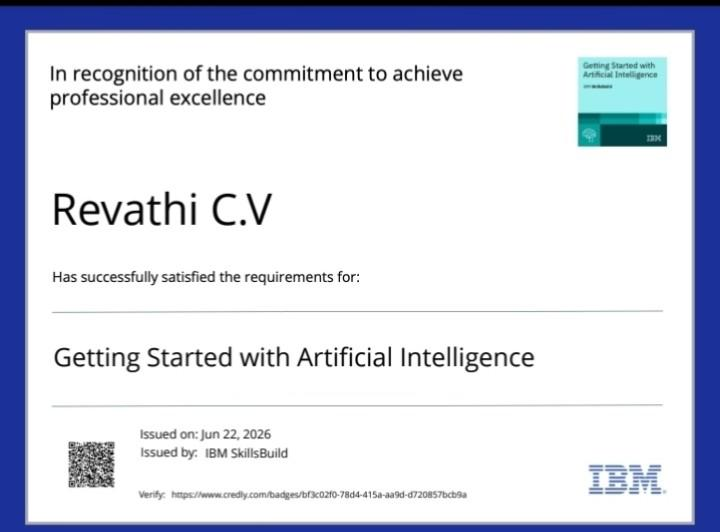 In recognition of the commitment to achieve
professional excellence
Getting Started with
Artificial Intelligence
IBM SkillsBuild
IBM
Revathi C.V
Has successfully satisfied the requirements for:
Getting Started with Artificial Intelligence
Issued on: Jun 22, 2026
Issued by: IBM SkillsBuild
Verify: https://www.credly.com/badges/bf3c02f0-78d4-415a-aa9d-d720857bcb9a
IBM.